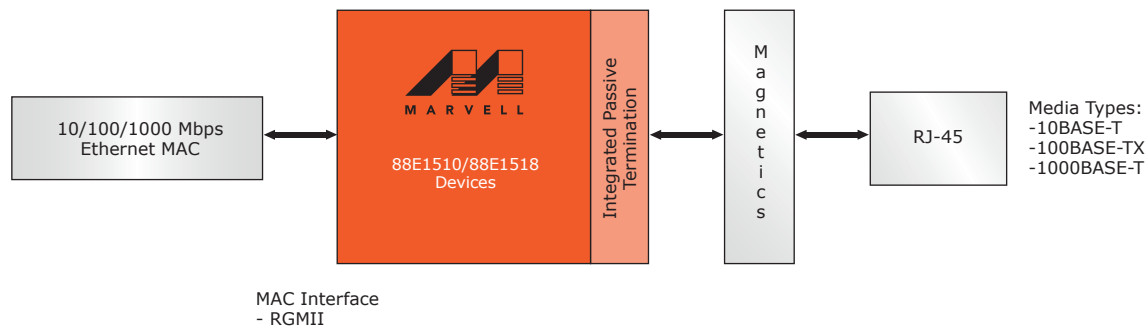 10/100/1000 Mbps
Ethernet MAC
MARVELL
88E1510/88E1518
Devices
Integrated Passive
Termination
Magnetics
RJ-45
Media Types:
-10BASE-T
-100BASE-TX
-1000BASE-T
MAC Interface
- RGMII